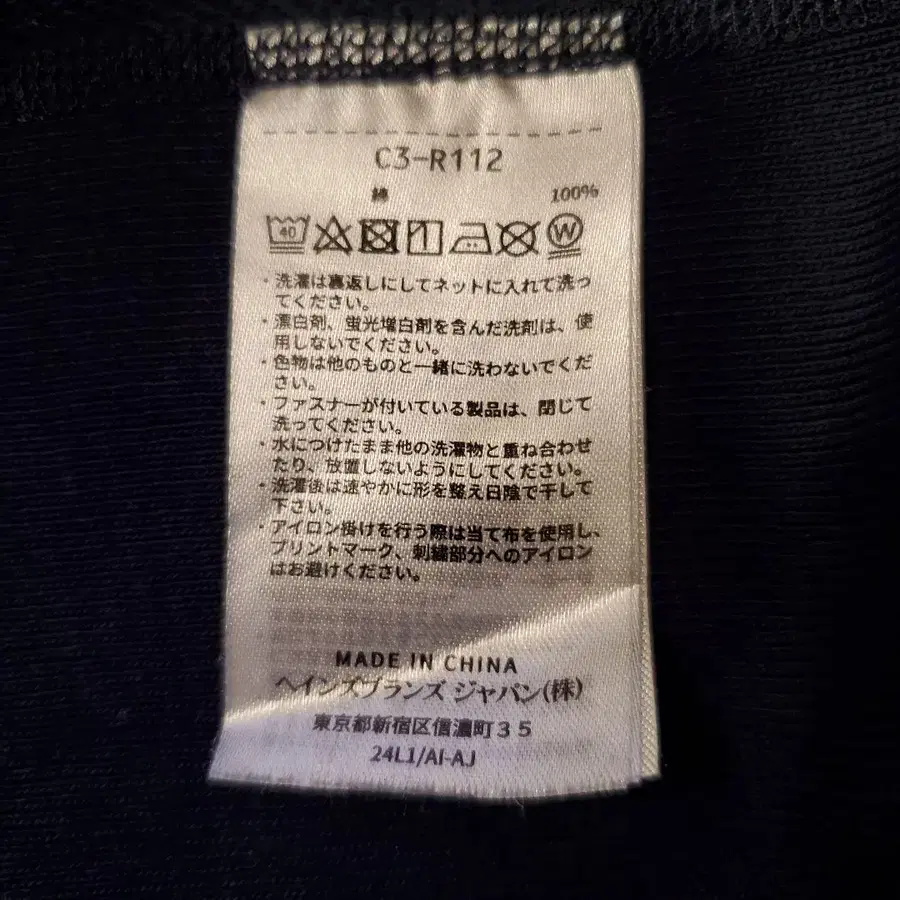 C3-R112
綿 100%
40 W
・洗濯は裏返しにしてネットに入れて洗っ
てください。
・漂白剤、蛍光増白剤を含んだ洗剤は、使
用しないでください。
・色物は他のものと一緒に洗わないでくだ
さい。
・ファスナーが付いている製品は、閉じて
洗ってください。
・水につけたまま他の洗濯物と重ね合わせ
たり、放置しないようにしてください。
・洗濯後は速やかに形を整え日陰で干して
下さい。
・アイロン掛けを行う際は当て布を使用し、
プリントマーク、刺繍部分へのアイロン
はお避けください。
MADE IN CHINA
ヘインズブランズ ジャパン(株)
東京都新宿区信濃町35
24L1/AI-AJ